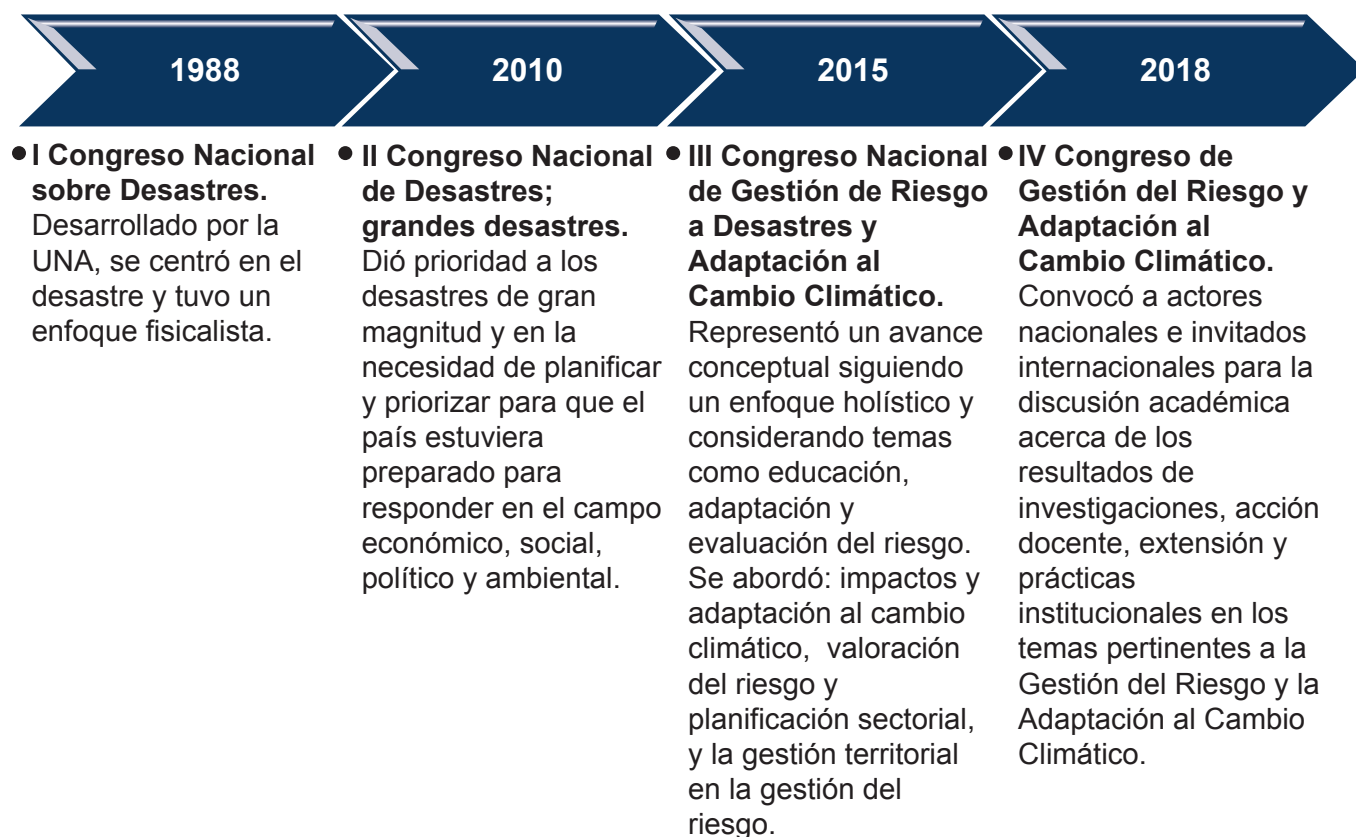 1988
2010
2015
2018
I Congreso Nacional
sobre Desastres.
Desarrollado por la
UNA, se centró en el
desastre y tuvo un
enfoque fisicalista.
II Congreso Nacional
de Desastres;
grandes desastres.
Dió prioridad a los
desastres de gran
magnitud y en la
necesidad de planificar
y priorizar para que el
país estuviera
preparado para
responder en el campo
económico, social,
político y ambiental.
III Congreso Nacional
de Gestión de Riesgo
a Desastres y
Adaptación al
Cambio Climático.
Representó un avance
conceptual siguiendo
un enfoque holístico y
considerando temas
como educación,
adaptación y
evaluación del riesgo.
Se abordó: impactos y
adaptación al cambio
climático, valoración
del riesgo y
planificación sectorial,
y la gestión territorial
en la gestión del
riesgo.
IV Congreso de
Gestión del Riesgo y
Adaptación al
Cambio Climático.
Convocó a actores
nacionales e invitados
internacionales para la
discusión académica
acerca de los
resultados de
investigaciones, acción
docente, extensión y
prácticas
institucionales en los
temas pertinentes a la
Gestión del Riesgo y la
Adaptación al Cambio
Climático.